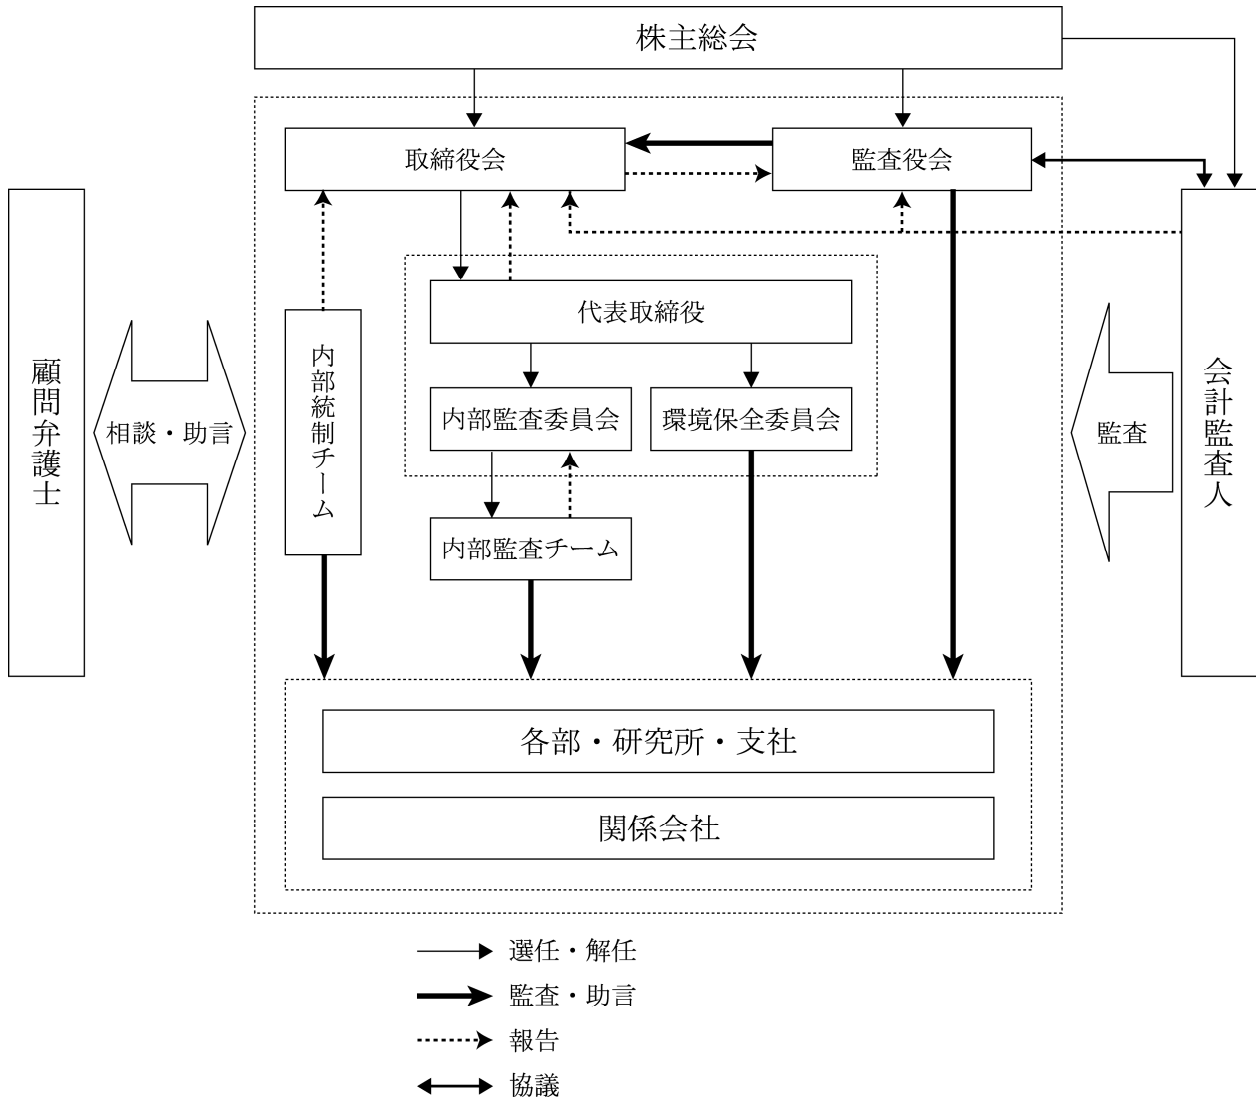 株主総会
取締役会
監査役会
代表取締役
顧問弁護士
相談・助言
内部統制チーム
内部監査委員会
環境保全委員会
監査
会計監査人
内部監査チーム
各部・研究所・支社
関係会社
選任・解任
監査・助言
報告
協議